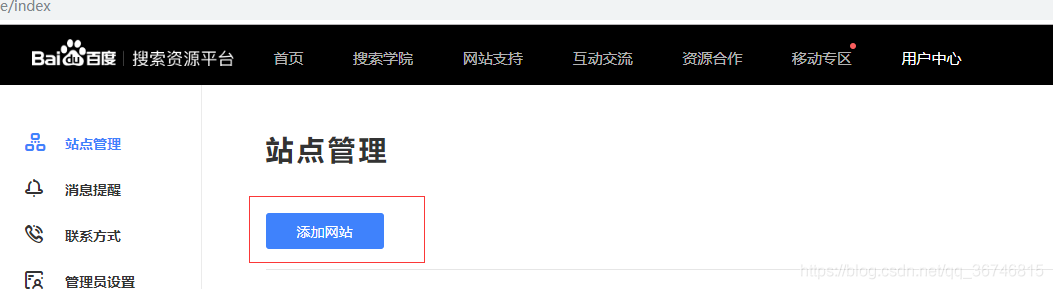 e/index
Bai du 百度 搜索资源平台 首页 搜索学院 网站支持 互动交流 资源合作 移动专区 用户中心
站点管理
站点管理
消息提醒
添加网站
联系方式
管理员设置
https://blog.csdn.net/qq_36746815